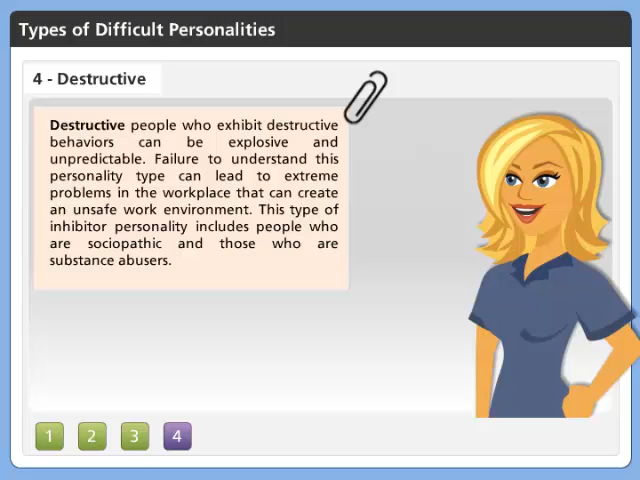 Types of Difficult Personalities
4 - Destructive
Destructive people who exhibit destructive
behaviors can be explosive and
unpredictable. Failure to understand this
personality type can lead to extreme
problems in the workplace that can create
an unsafe work environment. This type of
inhibitor personality includes people who
are sociopathic and those who are
substance abusers.
1 2 3 4